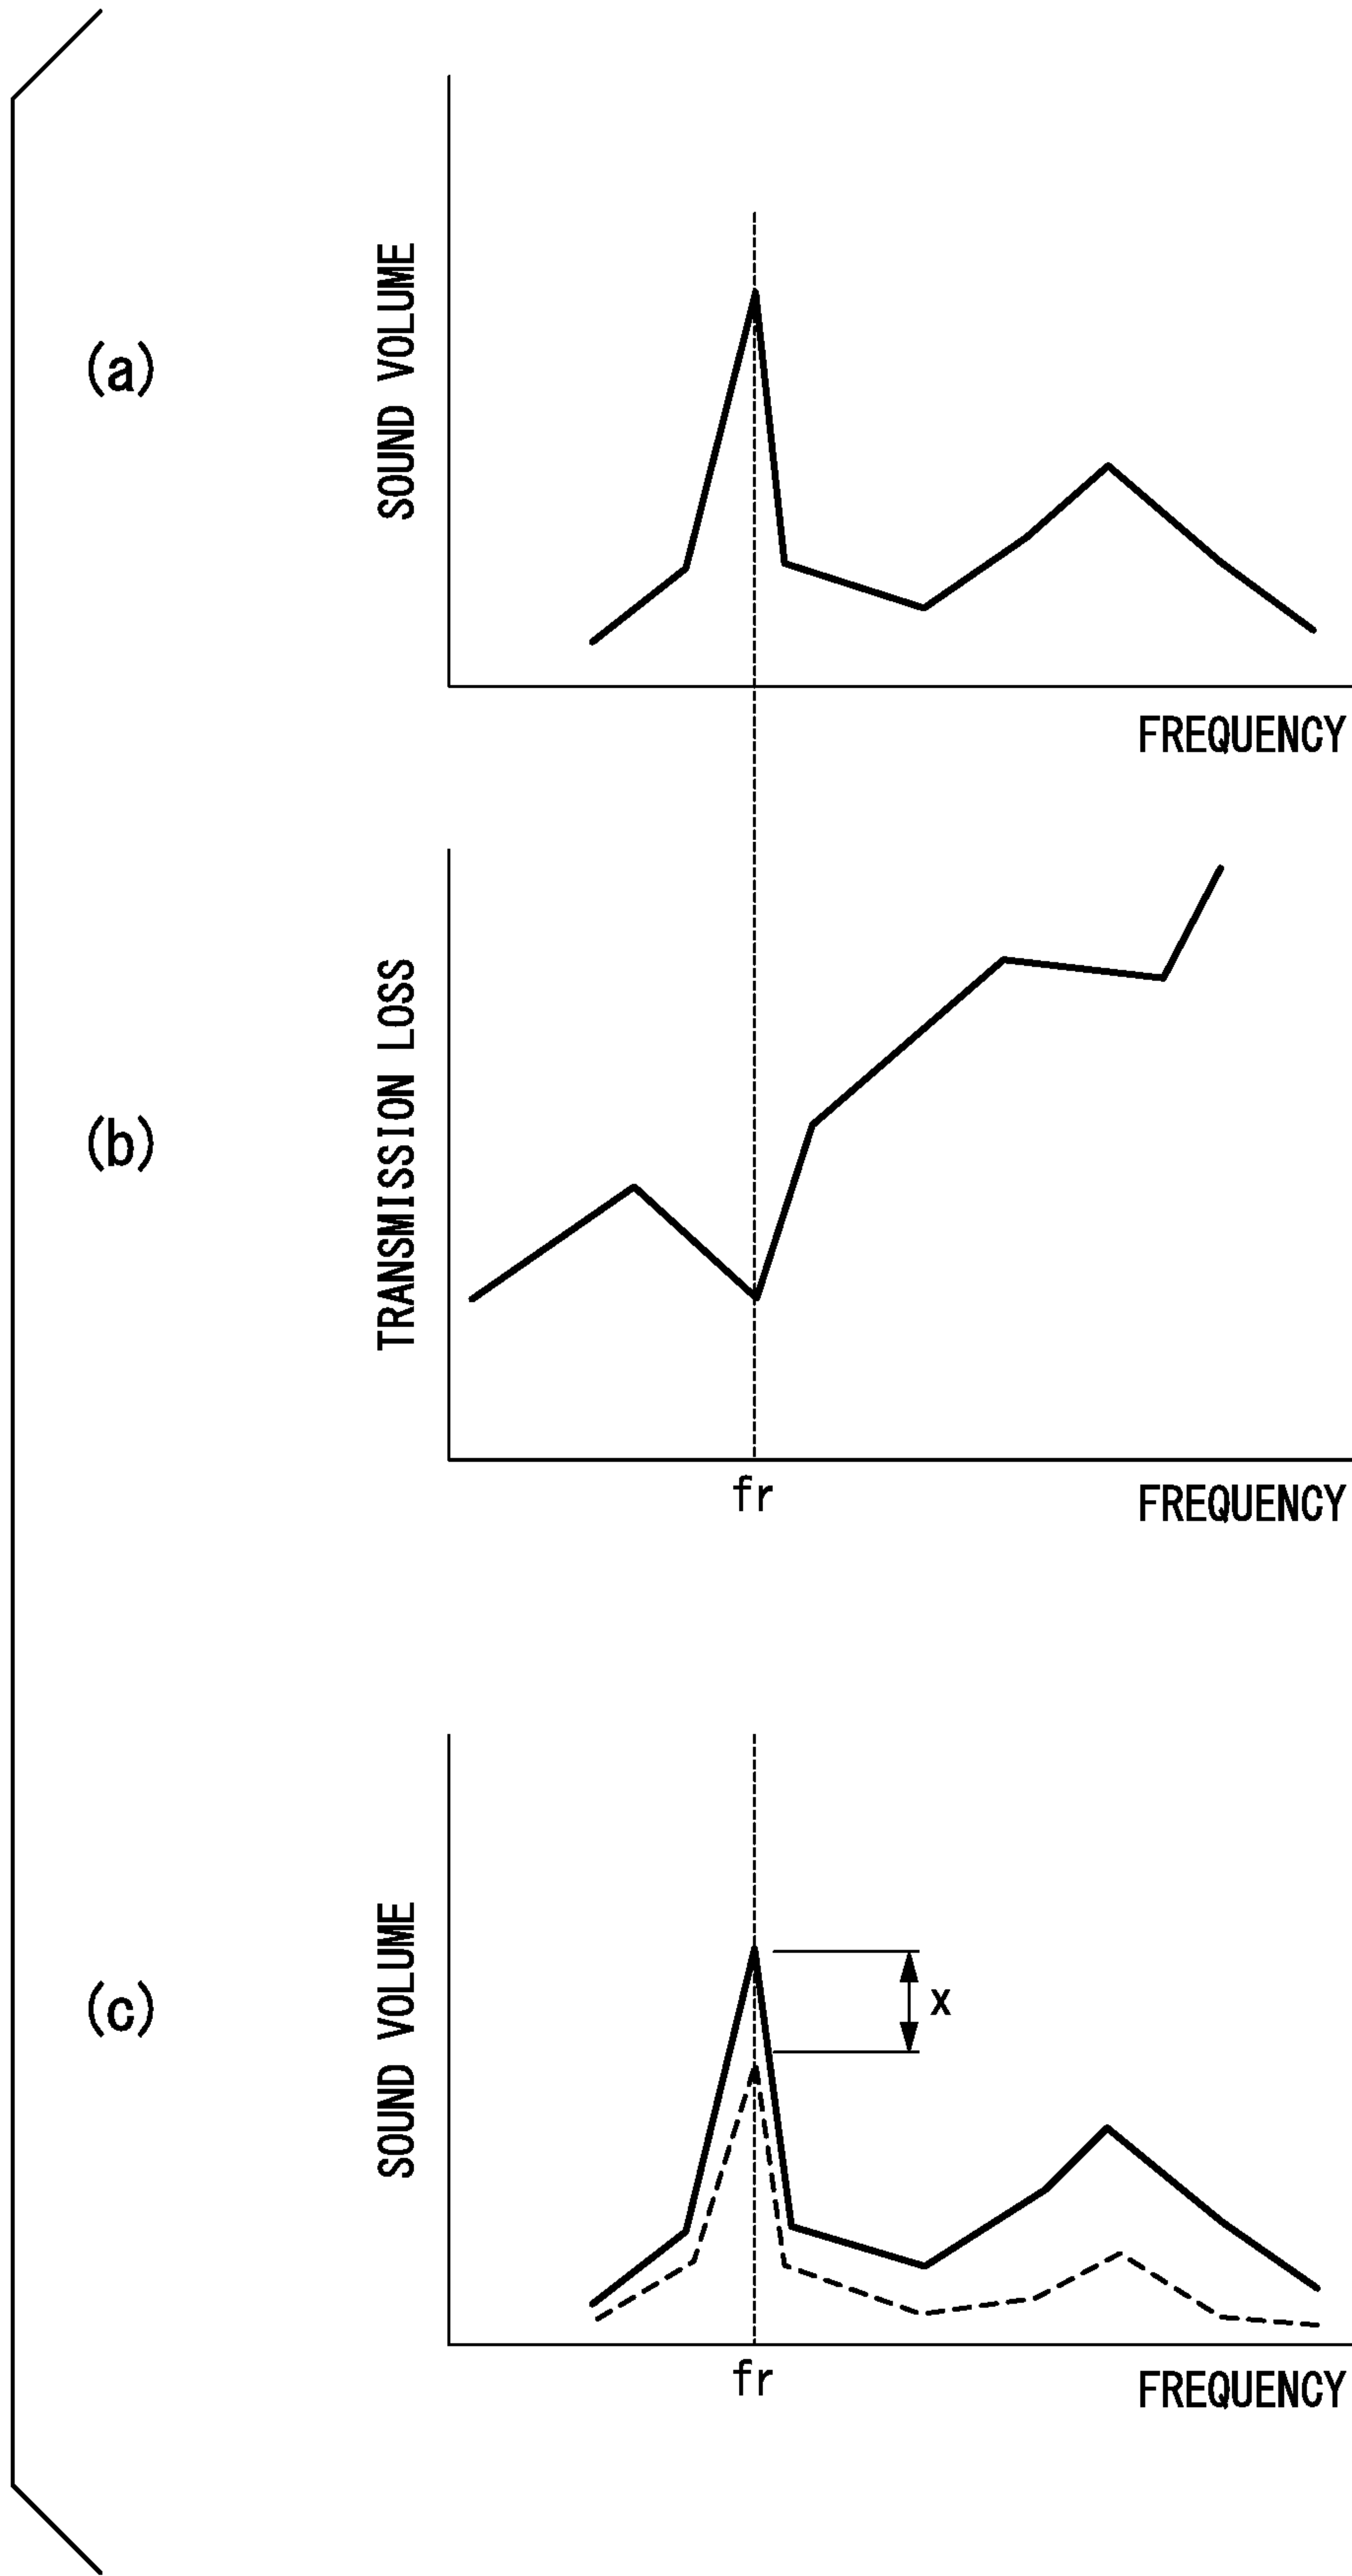 (a)
SOUND VOLUME
FREQUENCY
(b)
TRANSMISSION LOSS
fr
FREQUENCY
(c)
SOUND VOLUME
x
fr
FREQUENCY